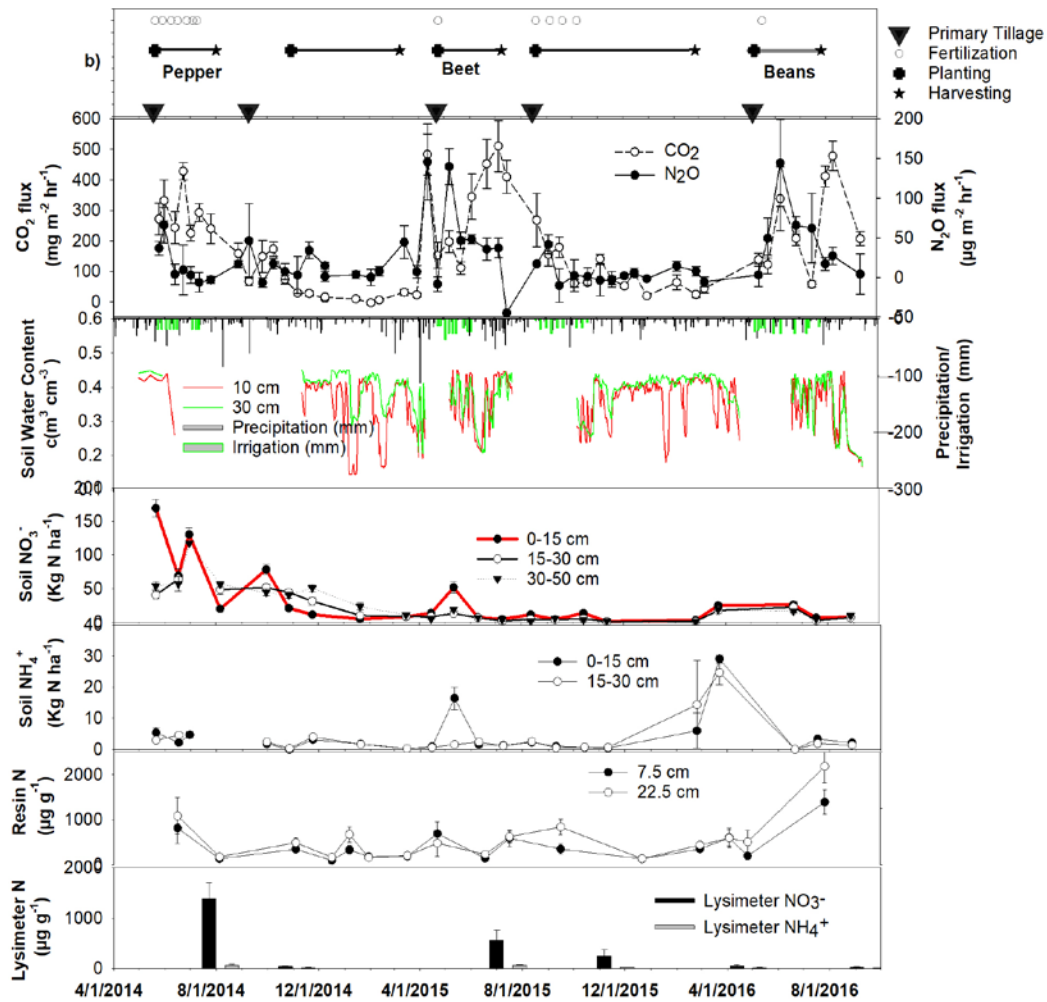 b)
Pepper
Beet
Beans
Primary Tillage
Fertilization
Planting
Harvesting
CO2 flux
(mg m-2 hr-1)
600
500
400
300
200
100
0
CO2
N2O
200
150
100
50
0
-50
N2O flux
(µg m-2 hr-1)
Soil Water Content
c(m3 cm-3)
0.6
0.5
0.4
0.3
0.2
0.1
10 cm
30 cm
Precipitation (mm)
Irrigation (mm)
0
-100
-200
-300
Precipitation/
Irrigation (mm)
Soil NO3-
(Kg N ha-1)
200
150
100
50
0
0-15 cm
15-30 cm
30-50 cm
Soil NH4+
(Kg N ha-1)
40
30
20
10
0
0-15 cm
15-30 cm
Resin N
(µg g-1)
2000
1000
0
7.5 cm
22.5 cm
Lysimeter N
(µg g-1)
2000
1000
0
Lysimeter NO3-
Lysimeter NH4+
4/1/2014 8/1/2014 12/1/2014 4/1/2015 8/1/2015 12/1/2015 4/1/2016 8/1/2016